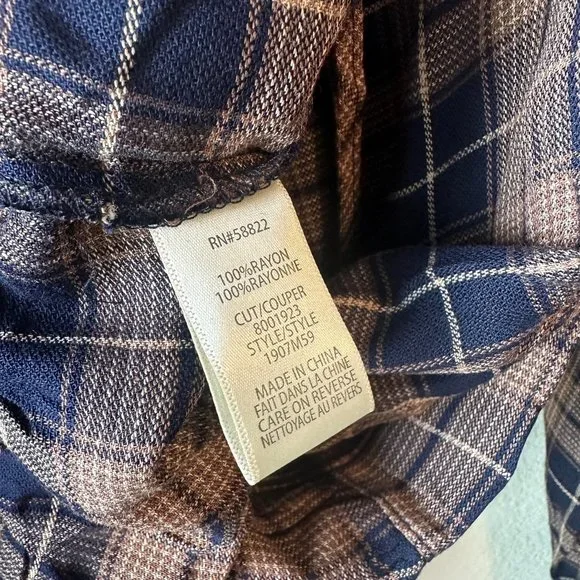 RN#58822
100%RAYON
100%RAYONNE
CUT/COUPER
8001923
STYLE/STYLE
1907M59
MADE IN CHINA
FAIT DANS LA CHINE
CARE ON REVERSE
NETTOYAGE AU REVERS